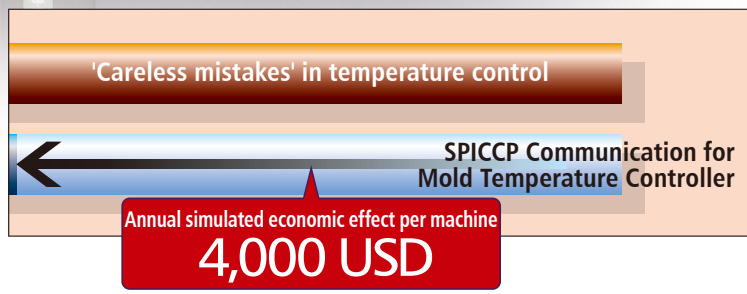 'Careless mistakes' in temperature control
SPICCP Communication for
Mold Temperature Controller
Annual simulated economic effect per machine
4,000 USD